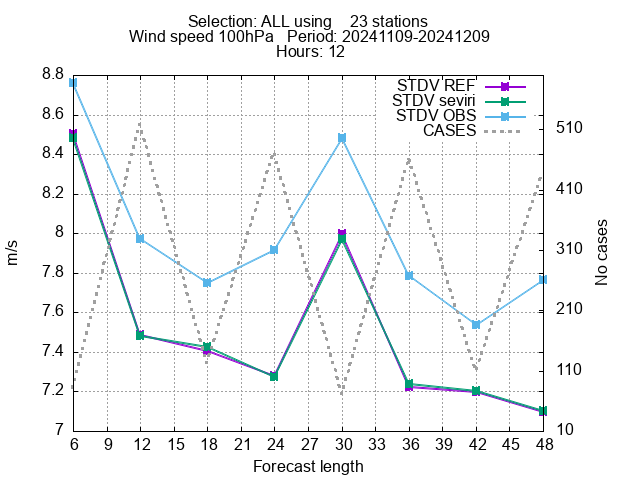 Selection: ALL using 23 stations
Wind speed 100hPa Period: 20241109-20241209
Hours: 12
STDV REF
STDV seviri
STDV OBS
CASES
8.8
8.6
8.4
8.2
8
7.8
7.6
7.4
7.2
7
m/s
510
410
310
210
110
10
No cases
6 9 12 15 18 21 24 27 30 33 36 39 42 45 48
Forecast length